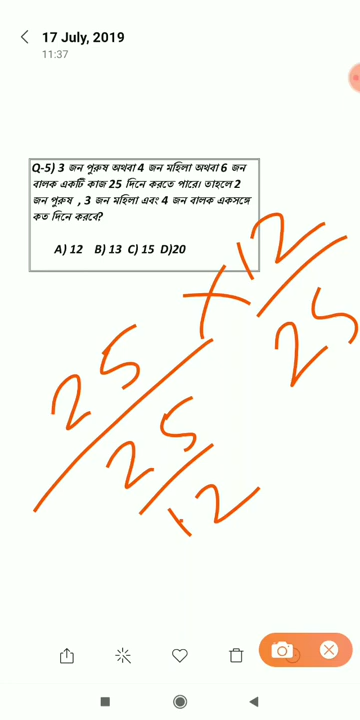 17 July, 2019
11:37
Q-5) 3 জন পুরুষ অথবা 4 জন মহিলা অথবা 6 জন
বালক একটি কাজ 25 দিনে করতে পারে। তাহলে 2
জন পুরুষ , 3 জন মহিলা এবং 4 জন বালক একসঙ্গে
কত দিনে করবে?
A) 12 B) 13 C) 15 D)20
25
25
12
× 12
25